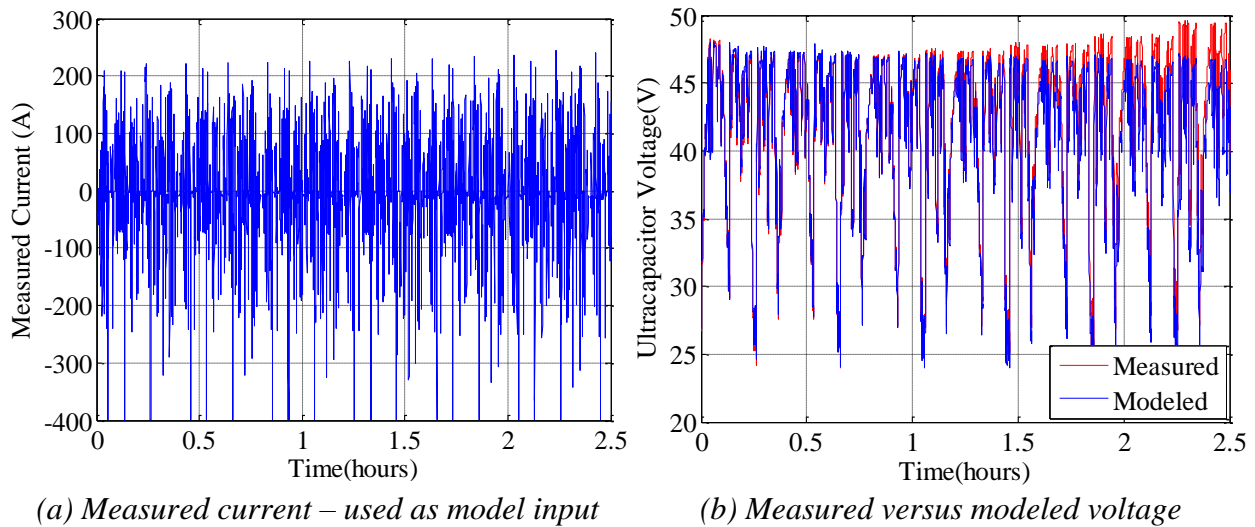 300
200
100
0
-100
-200
-300
-400
Measured Current (A)
0 0.5 1 1.5 2 2.5
Time(hours)
(a) Measured current – used as model input
50
45
40
35
30
25
20
Ultracapacitor Voltage(V)
Measured
Modeled
0 0.5 1 1.5 2 2.5
Time(hours)
(b) Measured versus modeled voltage